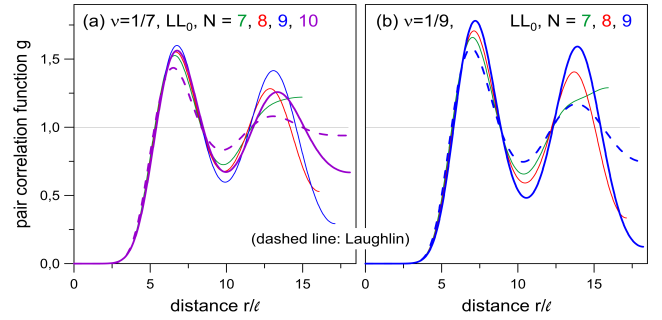 (a) ν=1/7, LL₀, N = 7, 8, 9, 10
(b) ν=1/9, LL₀, N = 7, 8, 9
pair correlation function g
1,5
1,0
0,5
0,0
(dashed line: Laughlin)
0 5 10 15
0 5 10 15
distance r/ℓ
distance r/ℓ